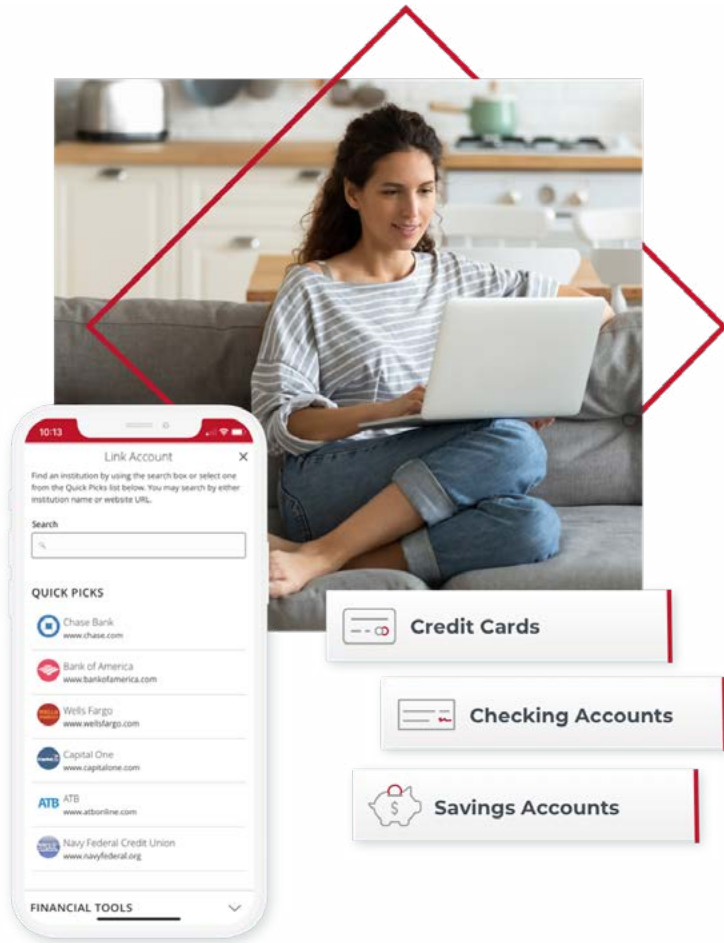 10:13
Link Account
Find an institution by using the search box or select one
from the Quick Picks list below. You may search by either
institution name or website URL.
Search
QUICK PICKS
Chase Bank
www.chase.com
Bank of America
www.bankofamerica.com
WELLS
FARGO
Wells Fargo
www.wellsfargo.com
Capital One
www.capitalone.com
ATB
ATB
www.atbonline.com
Navy Federal Credit Union
www.navyfederal.org
FINANCIAL TOOLS
Credit Cards
Checking Accounts
$
Savings Accounts